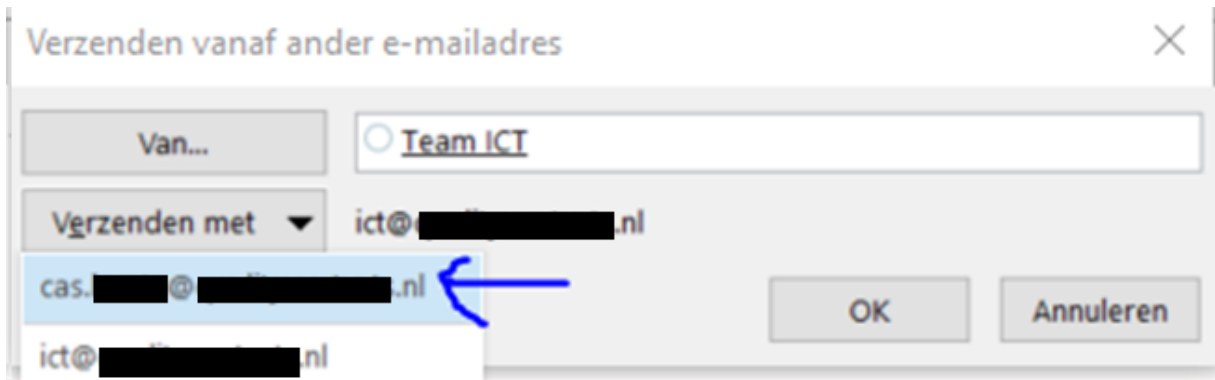 Verzenden vanaf ander e-mailadres
Van...
Team ICT
Verzenden met
ict@ .nl
cas. @ .nl
OK
Annuleren
ict@ .nl